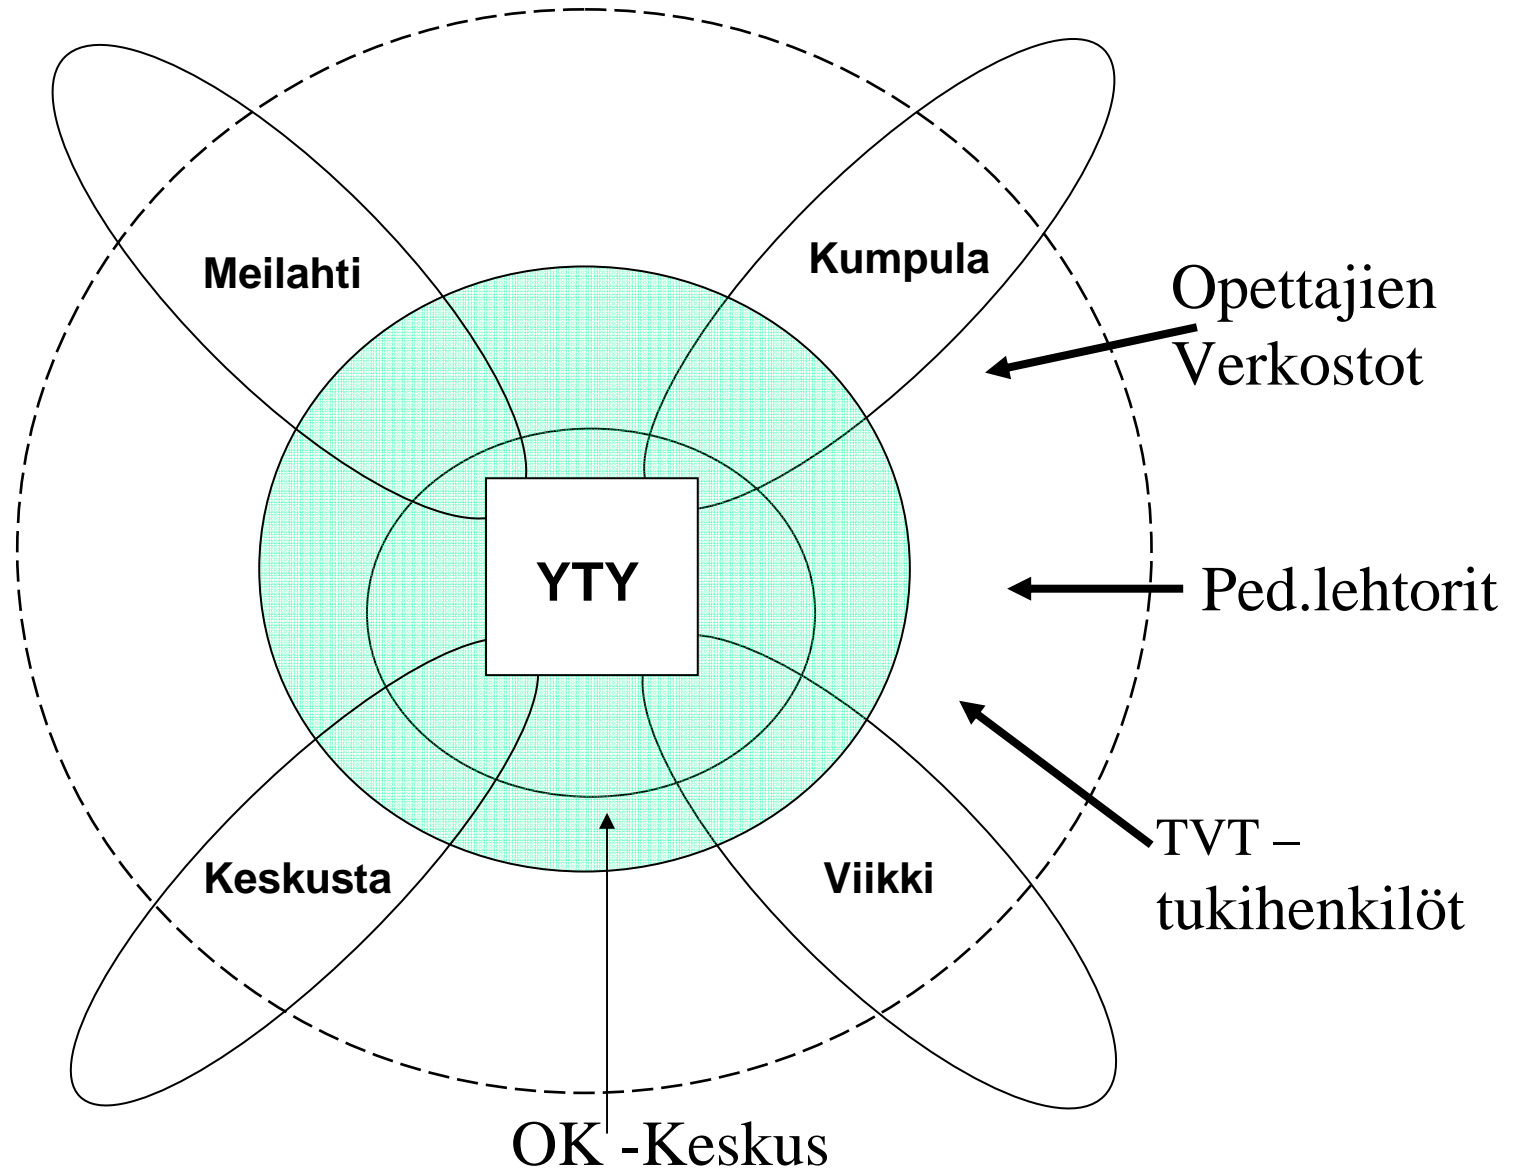 Kumpula
Meilahti
Opettajien
Verkostot
YTY
Ped.lehtorit
TVT –
tukihenkilöt
Keskusta
Viikki
OK -Keskus